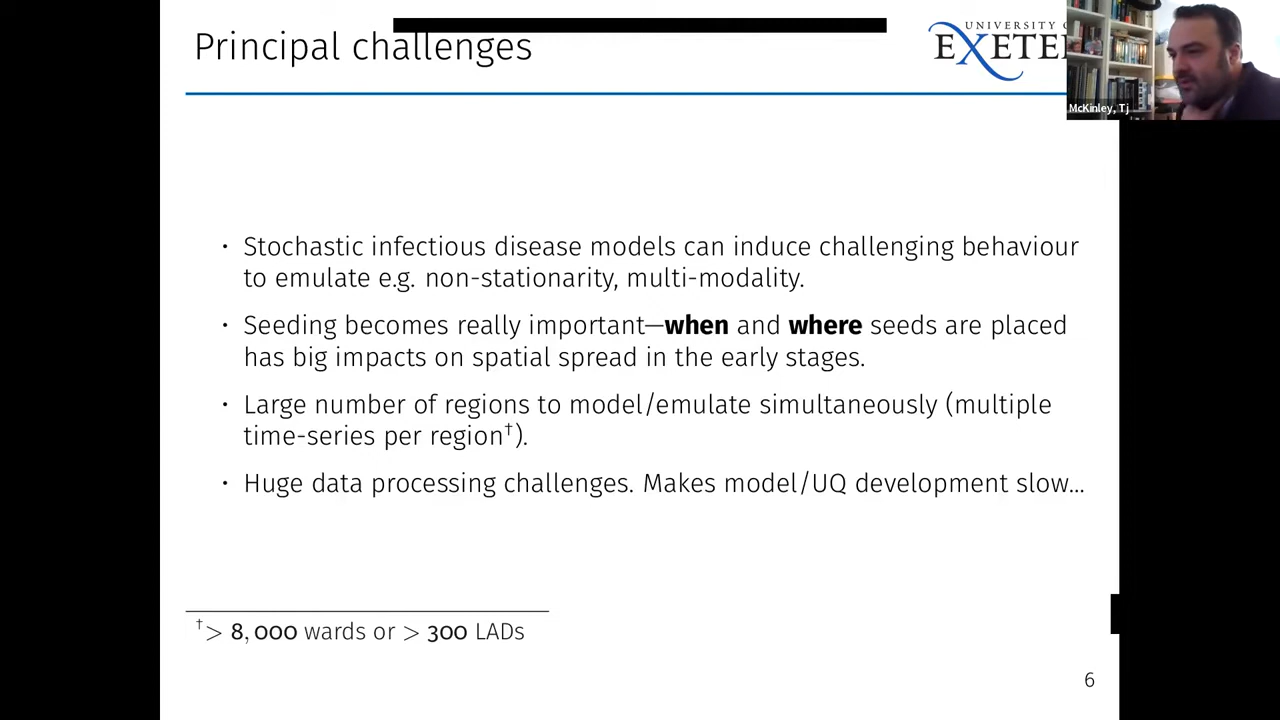 Principal challenges
UNIVERSITY
EXETE
McKinley, Tj
· Stochastic infectious disease models can induce challenging behaviour
to emulate e.g. non-stationarity, multi-modality.
· Seeding becomes really important—when and where seeds are placed
has big impacts on spatial spread in the early stages.
· Large number of regions to model/emulate simultaneously (multiple
time-series per region†).
· Huge data processing challenges. Makes model/UQ development slow...
†> 8,000 wards or > 300 LADs
6